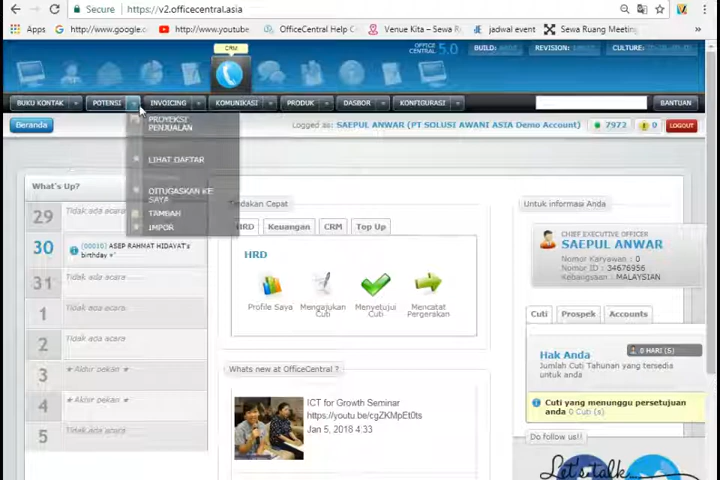 Secure https://v2.officecentral.asia
Apps http://www.google.c http://www.youtube OfficeCentral Help C Venue Kita – Sewa R jadwal event Sewa Ruang Meeting »
CRM
OFFICE CENTRAL 5.0 BUILD: REVISION: CULTURE:
BUKU KONTAK POTENSI INVOICING KOMUNIKASI PRODUK DASBOR KONFIGURASI BANTUAN
Beranda Logged as: SAEPUL ANWAR (PT SOLUSI AWANI ASIA Demo Account) 7972 0 LOGOUT
PROYEKSI
PENJUALAN
LIHAT DAFTAR
DITUGASKAN KE
SAYA
TAMBAH
IMPOR
What's Up?
29 Tidak ada acara
30 (00010) ASEP RAHMAT HIDAYAT's
birthday +'
31 Tidak ada acara
1 Tidak ada acara
2 Tidak ada acara
3 ★ Akhir pekan ★
4 ★ Akhir pekan ★
5 Tidak ada acara
Tindakan Cepat
HRD Keuangan CRM Top Up
HRD
Profile Saya
Mengajukan
Cuti
Menyetujui
Cuti
Mencatat
Pergerakan
Whats new at OfficeCentral ?
ICT for Growth Seminar
https://youtu.be/cgZKMpEt0ts
Jan 5, 2018 4:33
Untuk informasi Anda
CHIEF EXECUTIVE OFFICER
SAEPUL ANWAR
Nomor Karyawan : 0
Nomor ID : 34676956
Kebangsaan : MALAYSIAN
Cuti Prospek Accounts
Hak Anda 0 HARI (S)
Jumlah Cuti Tahunan yang tersedia
untuk anda
Cuti yang menunggu persetujuan
anda 0 Cuti (s)
Do follow us!!
Let's talk